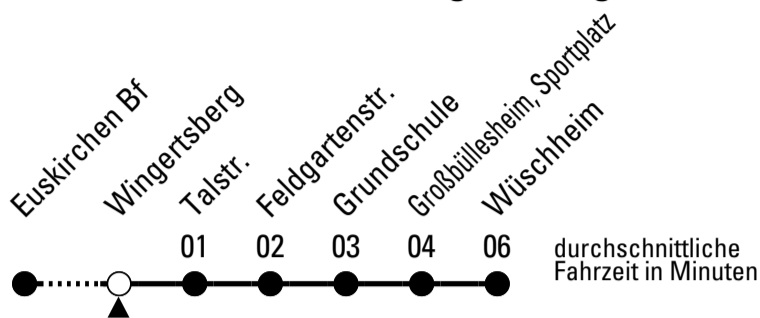 Euskirchen Bf
Wingertsberg
Talstr.
Feldgartenstr.
Grundschule
Großbüllesheim, Sportplatz
Wüschheim
01 02 03 04 06
durchschnittliche
Fahrzeit in Minuten